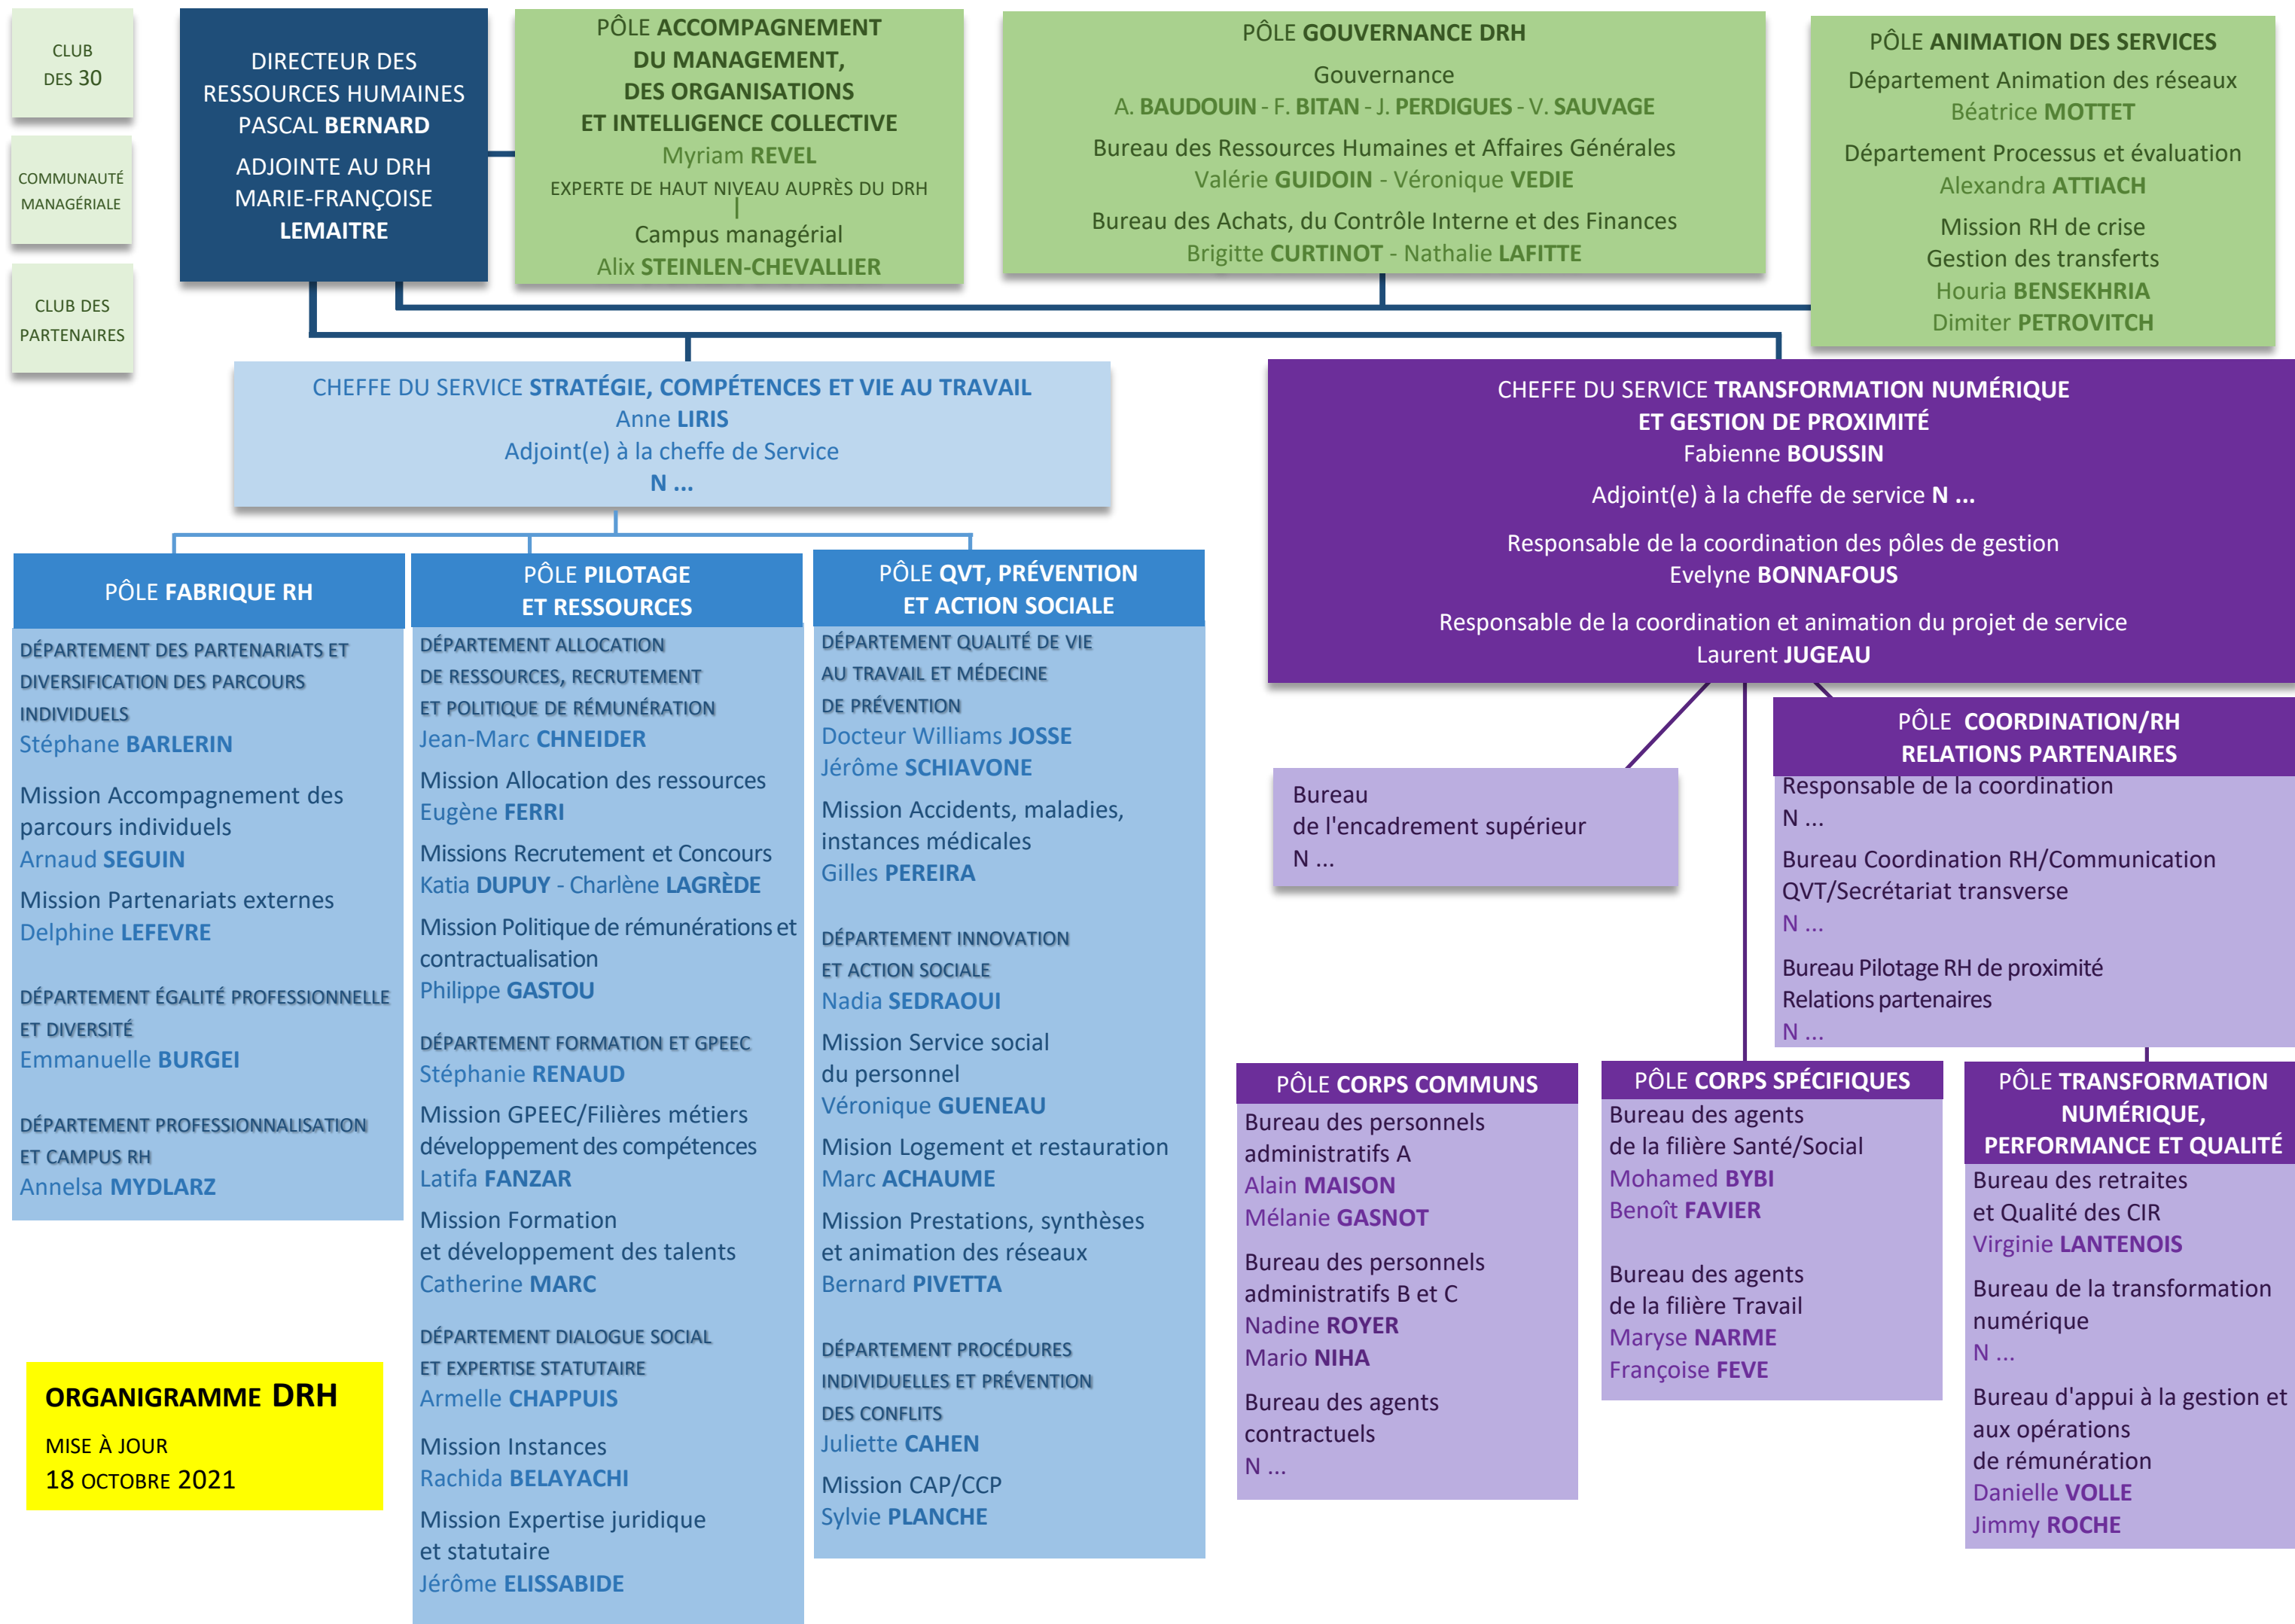 CLUB
DES 30
COMMUNAUTÉ
MANAGÉRIALE
CLUB DES
PARTENAIRES
DIRECTEUR DES
RESSOURCES HUMAINES
PASCAL BERNARD
ADJOINTE AU DRH
MARIE-FRANÇOISE
LEMAITRE
PÔLE ACCOMPAGNEMENT
DU MANAGEMENT,
DES ORGANISATIONS
ET INTELLIGENCE COLLECTIVE
Myriam REVEL
EXPERTE DE HAUT NIVEAU AUPRÈS DU DRH
Campus managérial
Alix STEINLEN-CHEVALLIER
PÔLE GOUVERNANCE DRH
Gouvernance
A. BAUDOUIN - F. BITAN - J. PERDIGUES - V. SAUVAGE
Bureau des Ressources Humaines et Affaires Générales
Valérie GUIDOIN - Véronique VEDIE
Bureau des Achats, du Contrôle Interne et des Finances
Brigitte CURTINOT - Nathalie LAFITTE
PÔLE ANIMATION DES SERVICES
Département Animation des réseaux
Béatrice MOTTET
Département Processus et évaluation
Alexandra ATTIACH
Mission RH de crise
Gestion des transferts
Houria BENSEKHRIA
Dimiter PETROVITCH
CHEFFE DU SERVICE STRATÉGIE, COMPÉTENCES ET VIE AU TRAVAIL
Anne LIRIS
Adjoint(e) à la cheffe de Service
N ...
CHEFFE DU SERVICE TRANSFORMATION NUMÉRIQUE
ET GESTION DE PROXIMITÉ
Fabienne BOUSSIN
Adjoint(e) à la cheffe de service N ...
Responsable de la coordination des pôles de gestion
Evelyne BONNAFOUS
Responsable de la coordination et animation du projet de service
Laurent JUGEAU
PÔLE FABRIQUE RH
DÉPARTEMENT DES PARTENARIATS ET
DIVERSIFICATION DES PARCOURS
INDIVIDUELS
Stéphane BARLERIN
Mission Accompagnement des
parcours individuels
Arnaud SEGUIN
Mission Partenariats externes
Delphine LEFEVRE
DÉPARTEMENT ÉGALITÉ PROFESSIONNELLE
ET DIVERSITÉ
Emmanuelle BURGEI
DÉPARTEMENT PROFESSIONNALISATION
ET CAMPUS RH
Annelsa MYDLARZ
PÔLE PILOTAGE
ET RESSOURCES
DÉPARTEMENT ALLOCATION
DE RESSOURCES, RECRUTEMENT
ET POLITIQUE DE RÉMUNÉRATION
Jean-Marc CHNEIDER
Mission Allocation des ressources
Eugène FERRI
Missions Recrutement et Concours
Katia DUPUY - Charlène LAGRÈDE
Mission Politique de rémunérations et
contractualisation
Philippe GASTOU
DÉPARTEMENT FORMATION ET GPEEC
Stéphanie RENAUD
Mission GPEEC/Filières métiers
développement des compétences
Latifa FANZAR
Mission Formation
et développement des talents
Catherine MARC
DÉPARTEMENT DIALOGUE SOCIAL
ET EXPERTISE STATUTAIRE
Armelle CHAPPUIS
Mission Instances
Rachida BELAYACHI
Mission Expertise juridique
et statutaire
Jérôme ELISSABIDE
PÔLE QVT, PRÉVENTION
ET ACTION SOCIALE
DÉPARTEMENT QUALITÉ DE VIE
AU TRAVAIL ET MÉDECINE
DE PRÉVENTION
Docteur Williams JOSSE
Jérôme SCHIAVONE
Mission Accidents, maladies,
instances médicales
Gilles PEREIRA
DÉPARTEMENT INNOVATION
ET ACTION SOCIALE
Nadia SEDRAOUI
Mission Service social
du personnel
Véronique GUENEAU
Mision Logement et restauration
Marc ACHAUME
Mission Prestations, synthèses
et animation des réseaux
Bernard PIVETTA
DÉPARTEMENT PROCÉDURES
INDIVIDUELLES ET PRÉVENTION
DES CONFLITS
Juliette CAHEN
Mission CAP/CCP
Sylvie PLANCHE
Bureau
de l'encadrement supérieur
N ...
PÔLE COORDINATION/RH
RELATIONS PARTENAIRES
Responsable de la coordination
N ...
Bureau Coordination RH/Communication
QVT/Secrétariat transverse
N ...
Bureau Pilotage RH de proximité
Relations partenaires
N ...
PÔLE CORPS COMMUNS
Bureau des personnels
administratifs A
Alain MAISON
Mélanie GASNOT
Bureau des personnels
administratifs B et C
Nadine ROYER
Mario NIHA
Bureau des agents
contractuels
N ...
PÔLE CORPS SPÉCIFIQUES
Bureau des agents
de la filière Santé/Social
Mohamed BYBI
Benoît FAVIER
Bureau des agents
de la filière Travail
Maryse NARME
Françoise FEVE
PÔLE TRANSFORMATION
NUMÉRIQUE,
PERFORMANCE ET QUALITÉ
Bureau des retraites
et Qualité des CIR
Virginie LANTENOIS
Bureau de la transformation
numérique
N ...
Bureau d'appui à la gestion et
aux opérations
de rémunération
Danielle VOLLE
Jimmy ROCHE
ORGANIGRAMME DRH
MISE À JOUR
18 OCTOBRE 2021